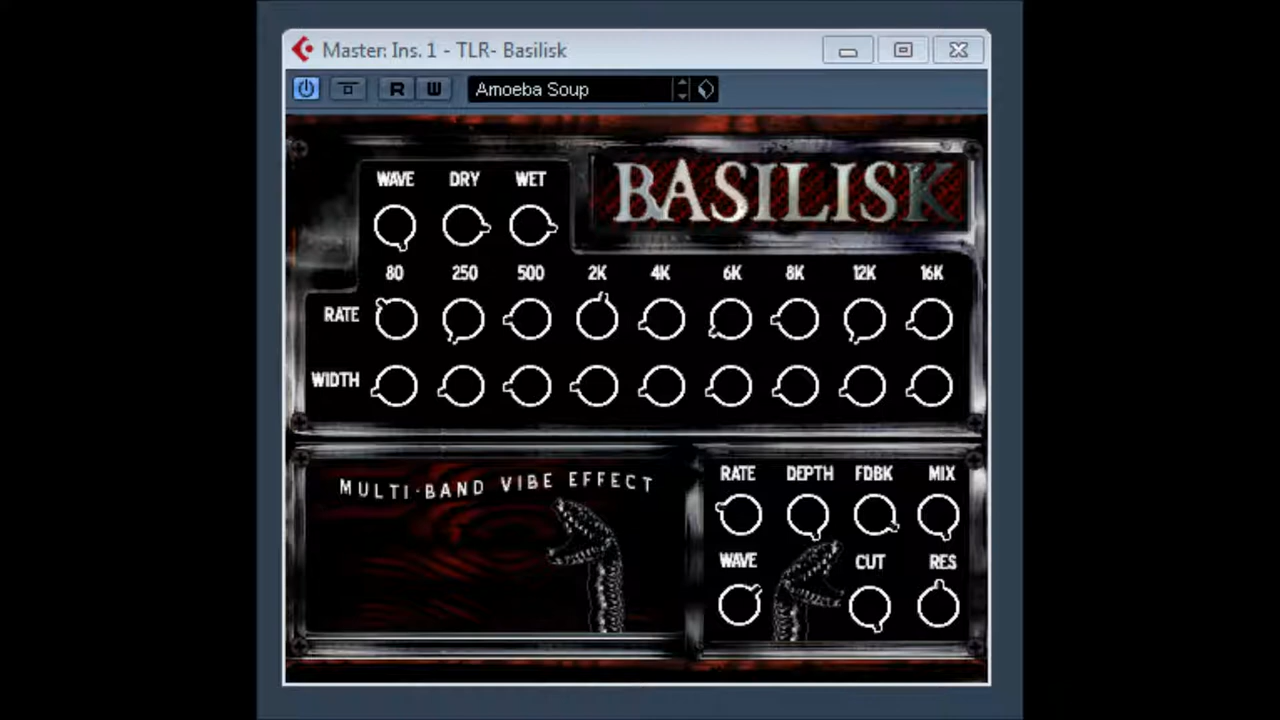 Master: Ins. 1 - TLR- Basilisk
R W Amoeba Soup
BASILISK
WAVE DRY WET
80 250 500 2K 4K 6K 8K 12K 16K
RATE
WIDTH
MULTI-BAND VIBE EFFECT
RATE DEPTH FDBK MIX
WAVE CUT RES